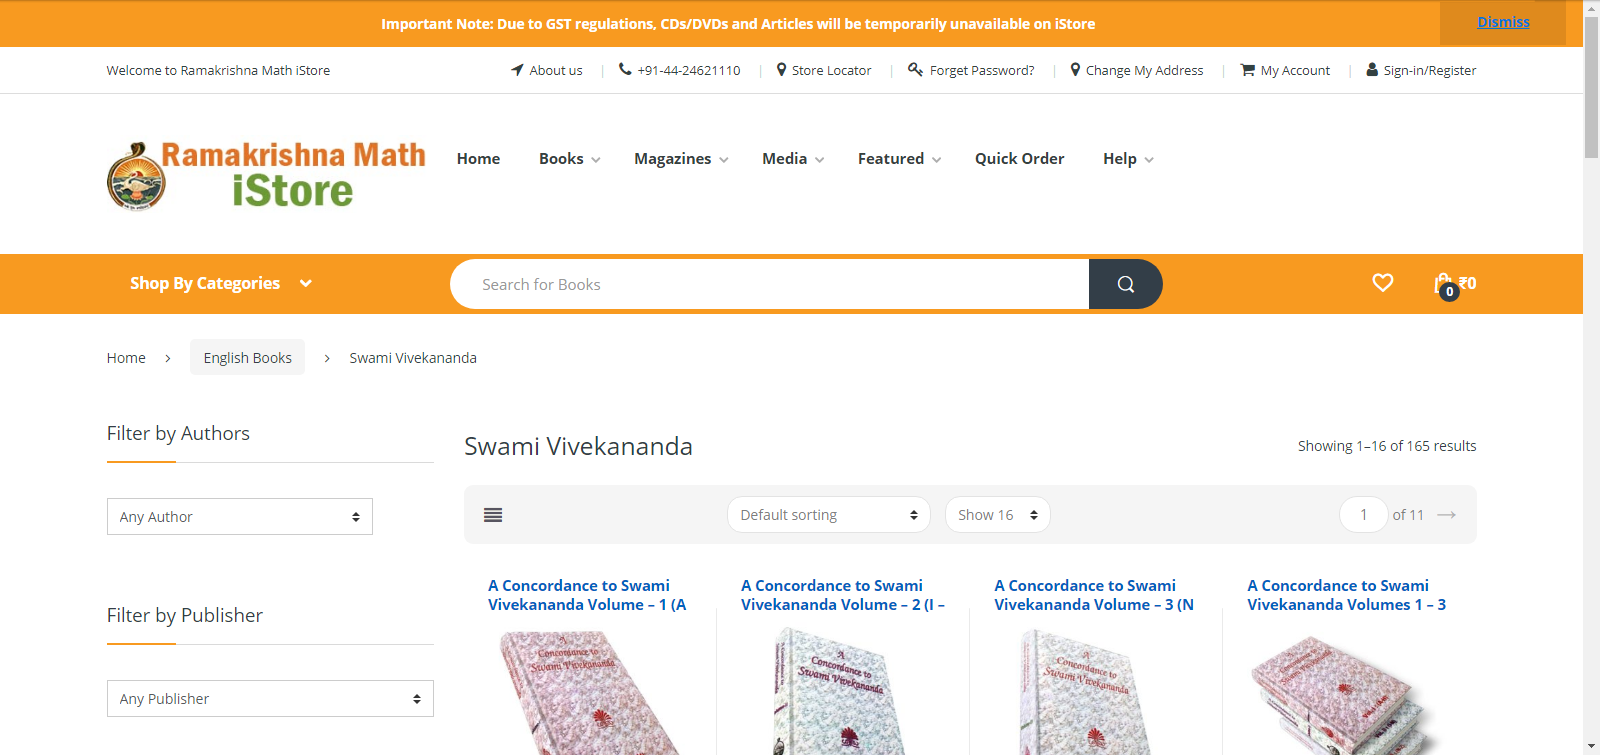 Important Note: Due to GST regulations, CDs/DVDs and Articles will be temporarily unavailable on iStore
Dismiss
Welcome to Ramakrishna Math iStore
About us
+91-44-24621110
Store Locator
Forget Password?
Change My Address
My Account
Sign-in/Register
Ramakrishna Math
iStore
Home
Books
Magazines
Media
Featured
Quick Order
Help
Shop By Categories
Search for Books
0
₹0
Home
English Books
Swami Vivekananda
Filter by Authors
Any Author
Filter by Publisher
Any Publisher
Swami Vivekananda
Showing 1–16 of 165 results
Default sorting
Show 16
1
of 11
A Concordance to Swami
Vivekananda Volume – 1 (A
A
Concordance to
Swami Vivekananda
A Concordance to Swami
Vivekananda Volume – 2 (I –
A
Concordance to
Swami Vivekananda
A Concordance to Swami
Vivekananda Volume – 3 (N
A
Concordance to
Swami Vivekananda
A Concordance to Swami
Vivekananda Volumes 1 – 3